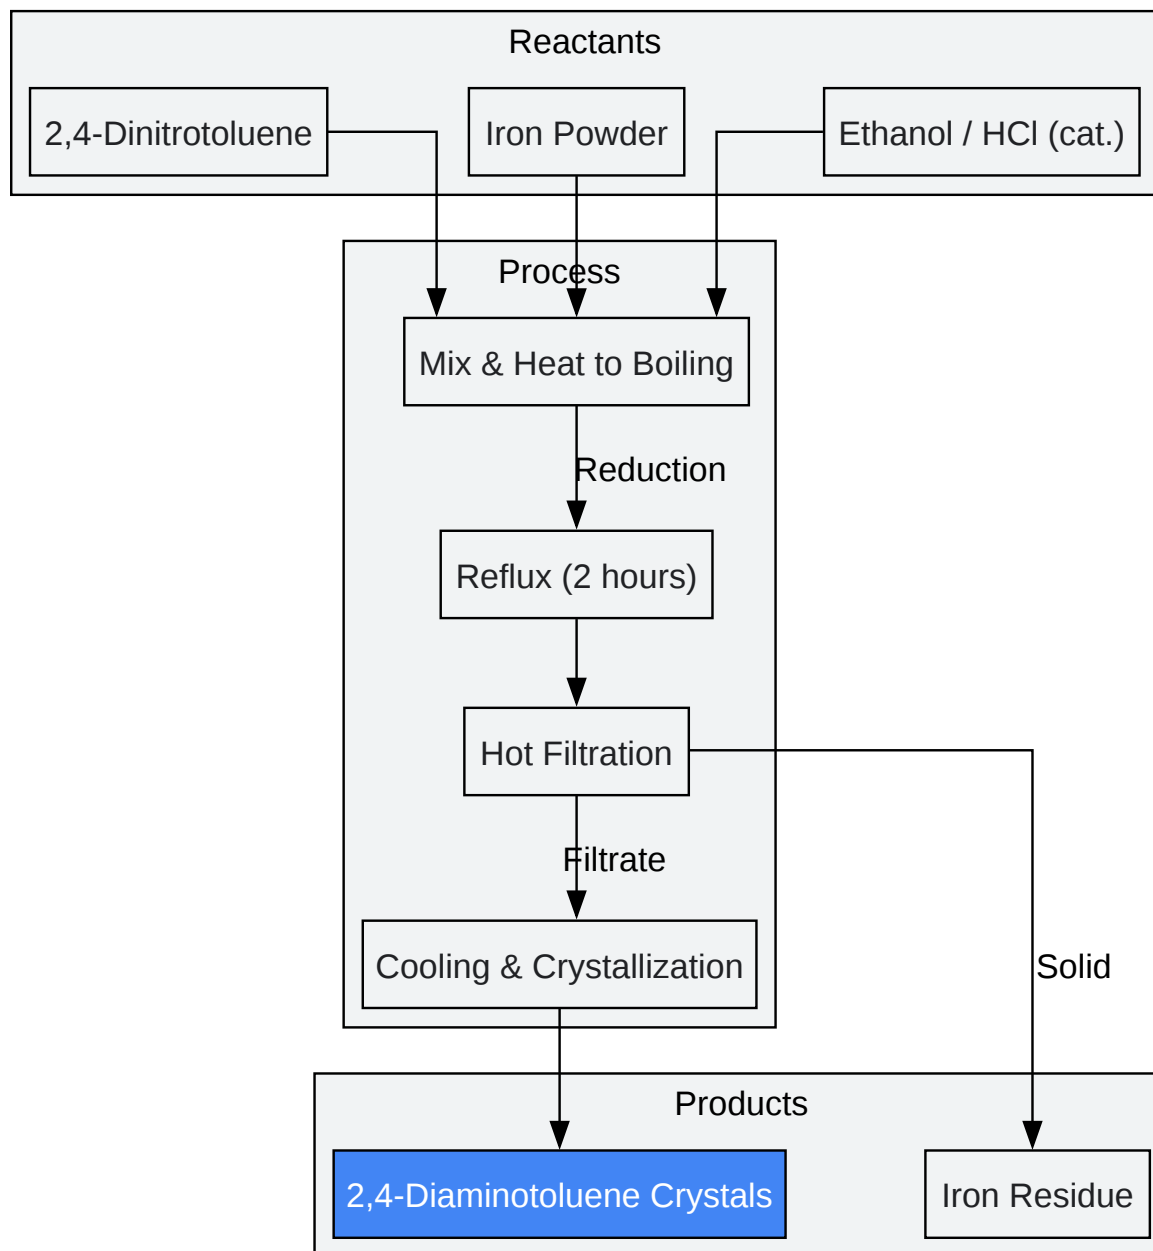 Reactants
2,4-Dinitrotoluene
Iron Powder
Ethanol / HCl (cat.)
Process
Mix & Heat to Boiling
Reduction
Reflux (2 hours)
Hot Filtration
Filtrate
Cooling & Crystallization
Solid
Products
2,4-Diaminotoluene Crystals
Iron Residue